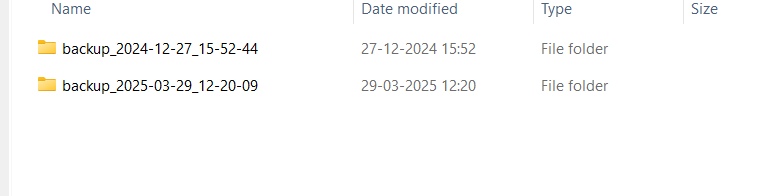 Name Date modified Type Size
backup_2024-12-27_15-52-44 27-12-2024 15:52 File folder
backup_2025-03-29_12-20-09 29-03-2025 12:20 File folder